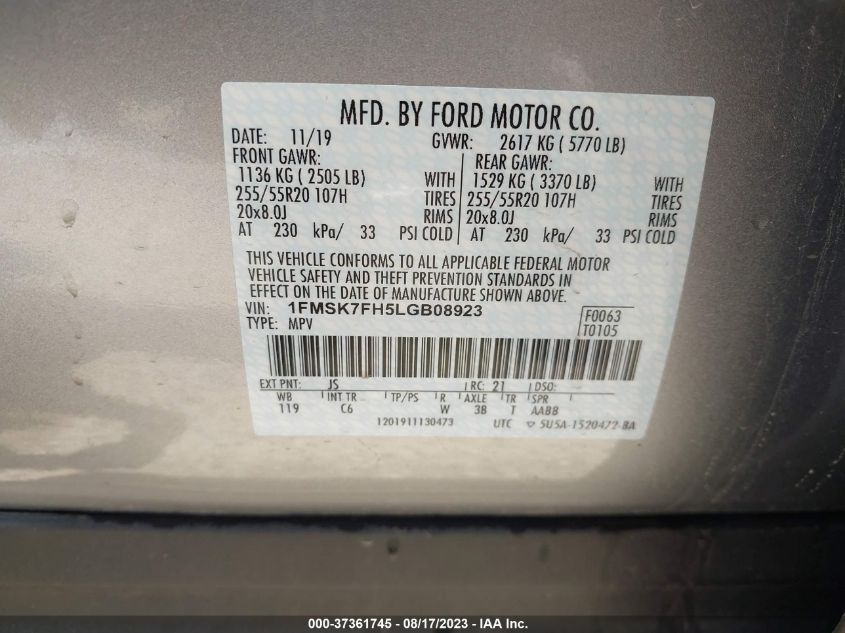 MFD. BY FORD MOTOR CO.
DATE: 11/19 GVWR: 2617 KG ( 5770 LB)
FRONT GAWR: REAR GAWR:
1136 KG ( 2505 LB) WITH 1529 KG ( 3370 LB) WITH
255/55R20 107H TIRES 255/55R20 107H TIRES
20x8.0J RIMS 20x8.0J RIMS
AT 230 kPa/ 33 PSI COLD AT 230 kPa/ 33 PSI COLD
THIS VEHICLE CONFORMS TO ALL APPLICABLE FEDERAL MOTOR
VEHICLE SAFETY AND THEFT PREVENTION STANDARDS IN
EFFECT ON THE DATE OF MANUFACTURE SHOWN ABOVE.
VIN: 1FMSK7FH5LGB08923 F0063
TYPE: MPV T0105
EXT PNT: JS RC: 21 DSO:
WB INT TR TP/PS R AXLE TR SPR
119 C6 W 3B T AABB
1201911130473 UTC 5U5A-1520472-BA
000-37361745 — 08/17/2023 - IAA Inc.